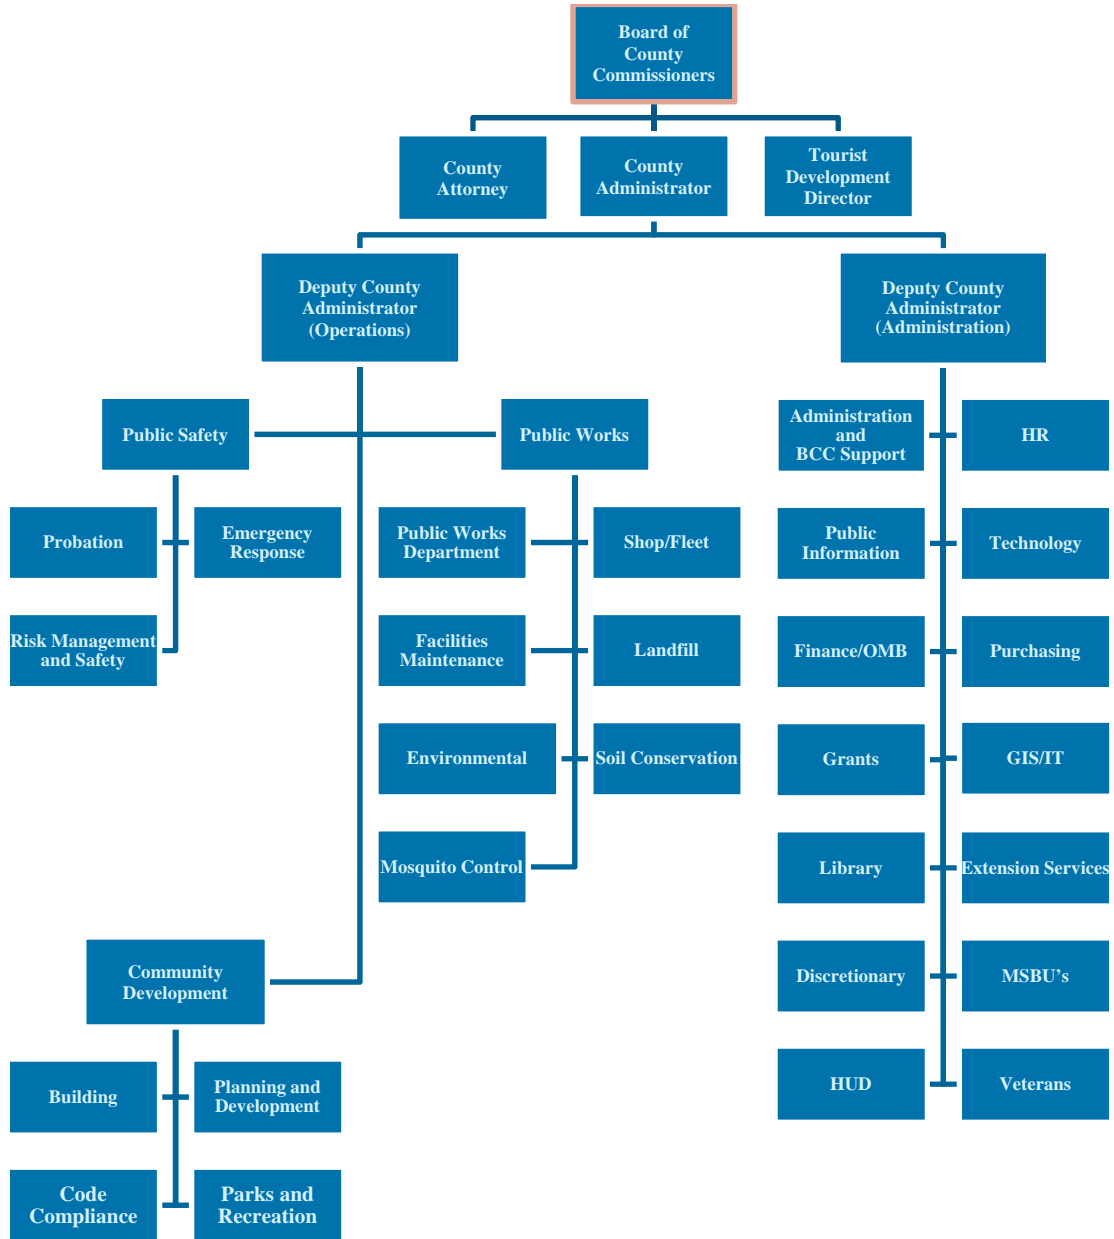 Board of
County
Commissioners
County
Attorney
County
Administrator
Tourist
Development
Director
Deputy County
Administrator
(Operations)
Deputy County
Administrator
(Administration)
Public Safety
Public Works
Administration
and
BCC Support
HR
Probation
Emergency
Response
Public Works
Department
Shop/Fleet
Public
Information
Technology
Risk Management
and Safety
Facilities
Maintenance
Landfill
Finance/OMB
Purchasing
Environmental
Soil Conservation
Grants
GIS/IT
Mosquito Control
Library
Extension Services
Community
Development
Discretionary
MSBU’s
Building
Planning and
Development
HUD
Veterans
Code
Compliance
Parks and
Recreation